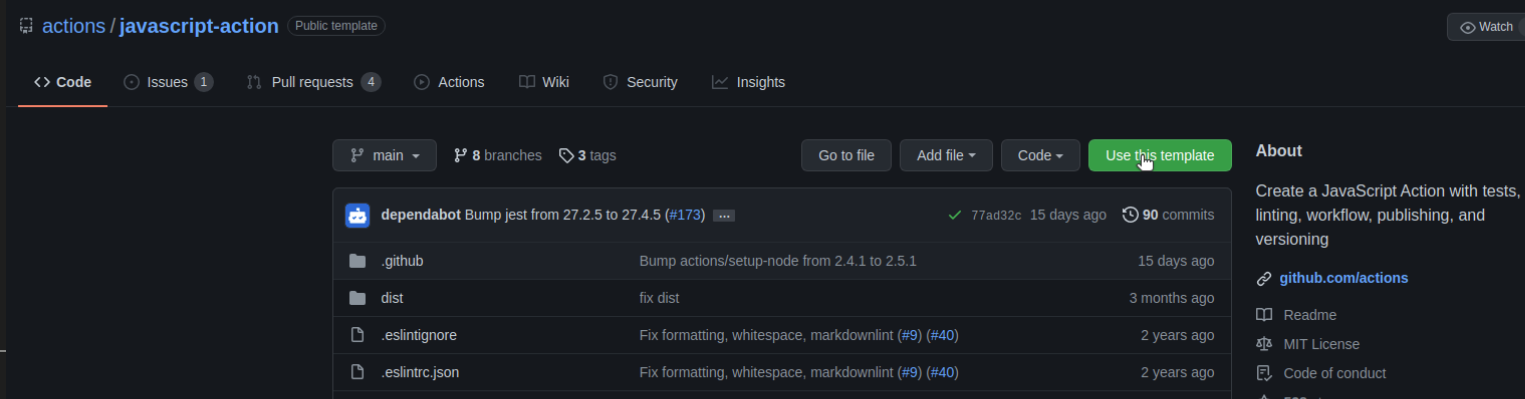 actions / javascript-action Public template Watch
Code Issues 1 Pull requests 4 Actions Wiki Security Insights
main 8 branches 3 tags Go to file Add file Code Use this template
About
Create a JavaScript Action with tests,
linting, workflow, publishing, and
versioning
github.com/actions
Readme
MIT License
Code of conduct
dependabot Bump jest from 27.2.5 to 27.4.5 (#173) ... 77ad32c 15 days ago 90 commits
.github Bump actions/setup-node from 2.4.1 to 2.5.1 15 days ago
dist fix dist 3 months ago
.eslintignore Fix formatting, whitespace, markdownlint (#9) (#40) 2 years ago
.eslintrc.json Fix formatting, whitespace, markdownlint (#9) (#40) 2 years ago